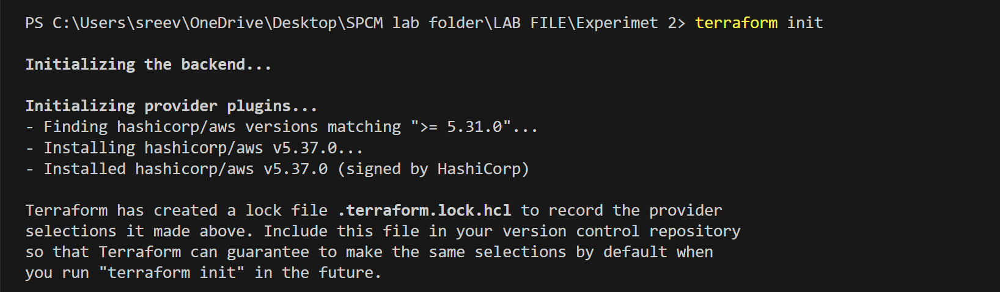 PS C:\Users\sreev\OneDrive\Desktop\SPCM lab folder\LAB FILE\Experimet 2> terraform init
Initializing the backend...
Initializing provider plugins...
- Finding hashicorp/aws versions matching ">= 5.31.0"...
- Installing hashicorp/aws v5.37.0...
- Installed hashicorp/aws v5.37.0 (signed by HashiCorp)
Terraform has created a lock file .terraform.lock.hcl to record the provider
selections it made above. Include this file in your version control repository
so that Terraform can guarantee to make the same selections by default when
you run "terraform init" in the future.